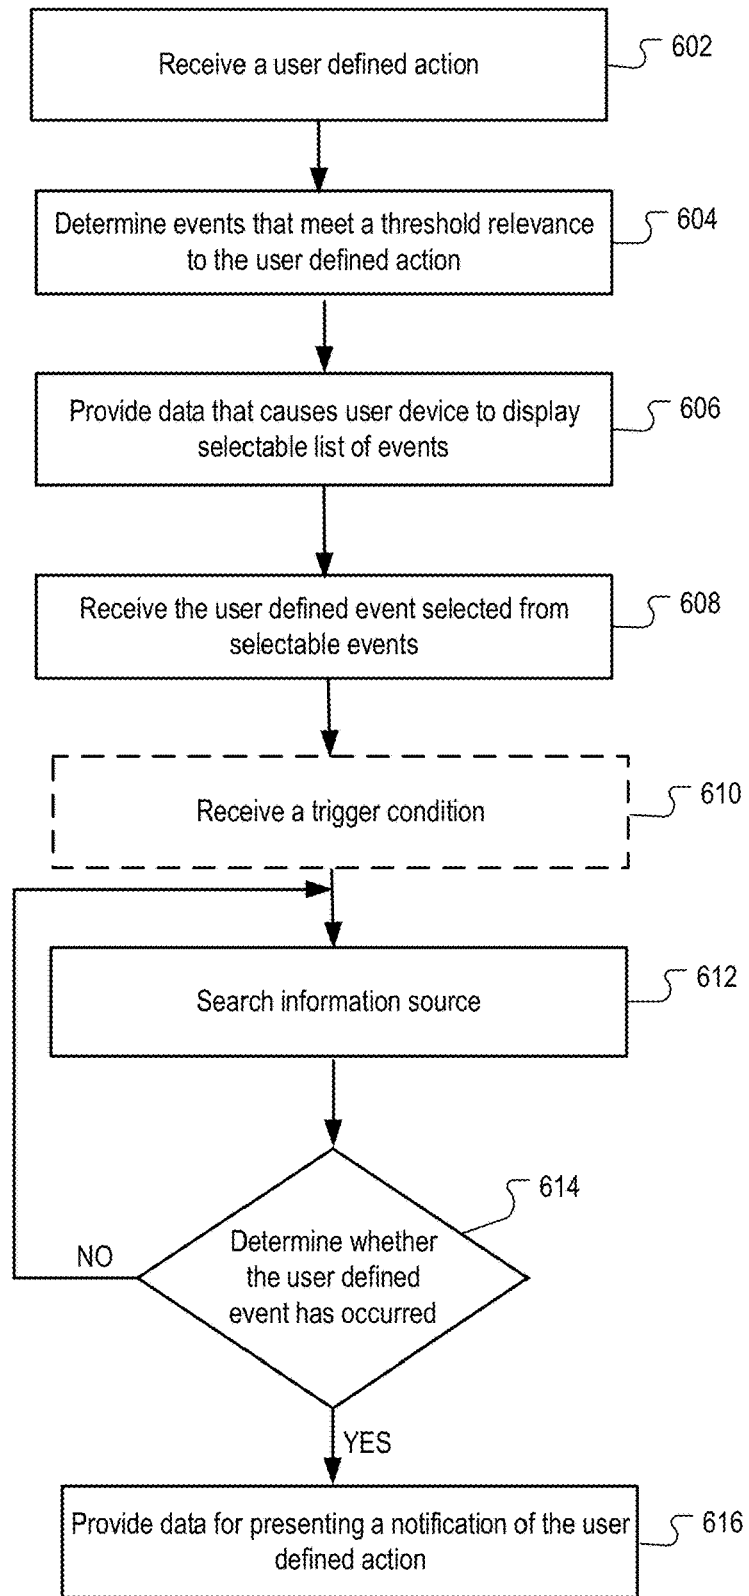 Receive a user defined action
602
Determine events that meet a threshold relevance
to the user defined action
604
Provide data that causes user device to display
selectable list of events
606
Receive the user defined event selected from
selectable events
608
Receive a trigger condition
610
Search information source
612
Determine whether
the user defined
event has occurred
614
NO
YES
Provide data for presenting a notification of the user
defined action
616